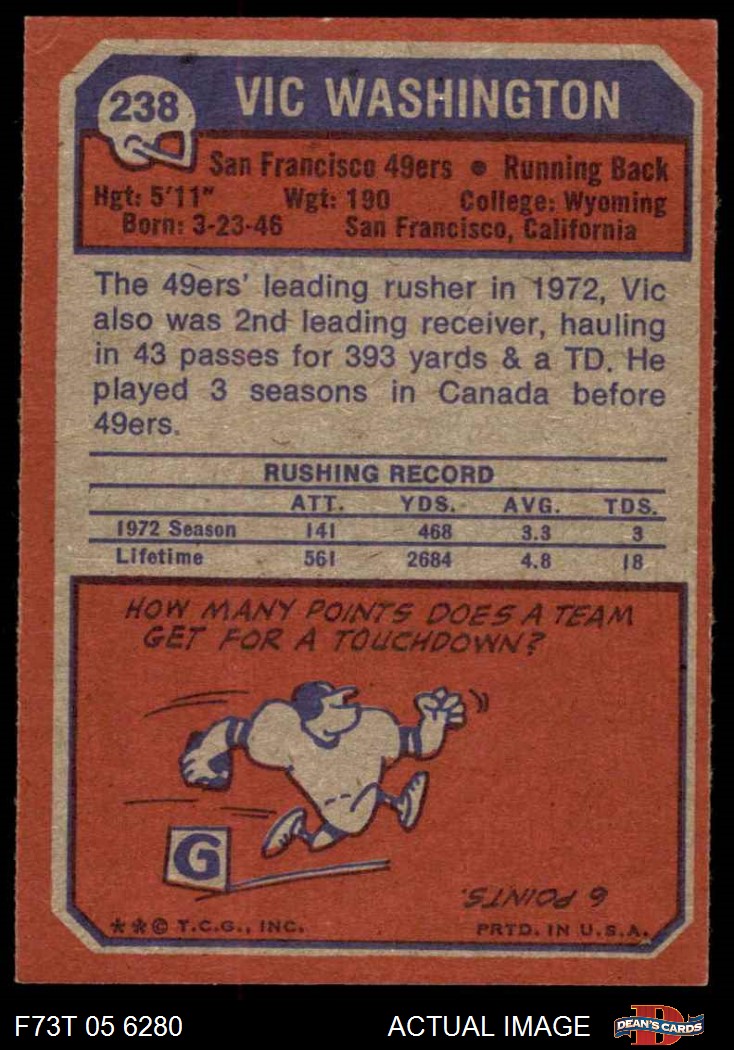 238
VIC WASHINGTON
San Francisco 49ers • Running Back
Hgt: 5'11" Wgt: 190 College: Wyoming
Born: 3-23-46 San Francisco, California
The 49ers' leading rusher in 1972, Vic
also was 2nd leading receiver, hauling
in 43 passes for 393 yards & a TD. He
played 3 seasons in Canada before
49ers.
RUSHING RECORD
ATT. YDS. AVG. TDS.
1972 Season 141 468 3.3 3
Lifetime 561 2684 4.8 18
HOW MANY POINTS DOES A TEAM
GET FOR A TOUCHDOWN?
G
6 POINTS.
**© T.C.G., INC. PRTD. IN U.S.A.
F73T 05 6280 ACTUAL IMAGE D DEAN'S CARDS